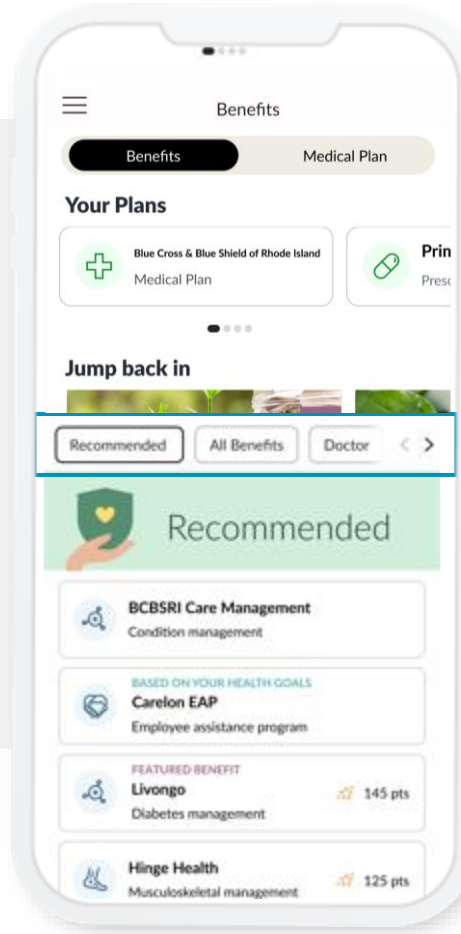 Benefits
Benefits Medical Plan
Your Plans
Blue Cross & Blue Shield of Rhode Island
Medical Plan
Prin
Presc
Jump back in
Recommended All Benefits Doctor
Recommended
BCBSRI Care Management
Condition management
BASED ON YOUR HEALTH GOALS
Carelon EAP
Employee assistance program
FEATURED BENEFIT
Livongo 145 pts
Diabetes management
Hinge Health 125 pts
Musculoskeletal management